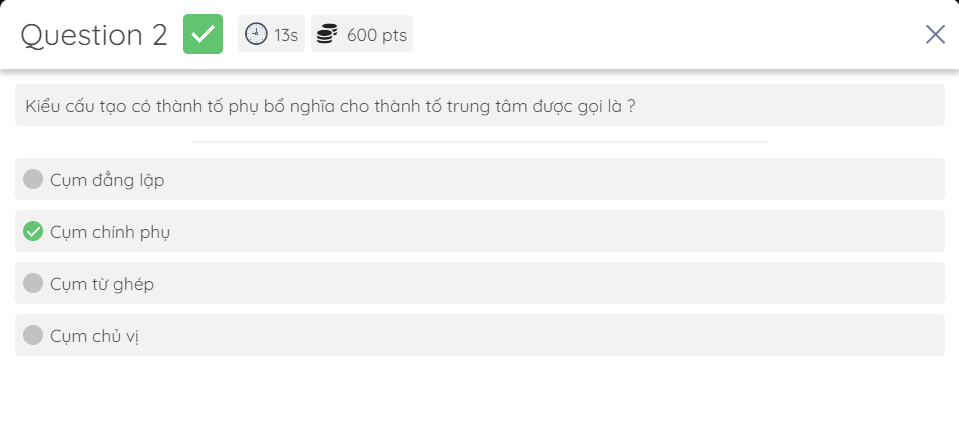 Question 2 13s 600 pts
Kiểu cấu tạo có thành tố phụ bổ nghĩa cho thành tố trung tâm được gọi là ?
Cụm đẳng lập
Cụm chính phụ
Cụm từ ghép
Cụm chủ vị